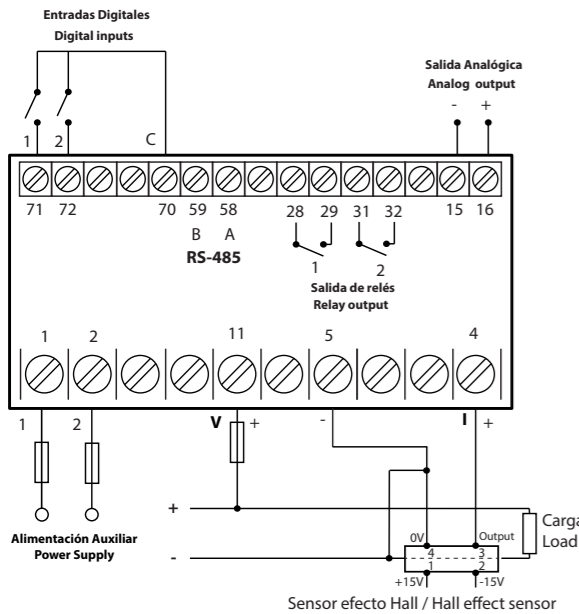 Entradas Digitales
Digital inputs
Salida Analógica
Analog output
- +
1 2 C
71 72 70 59 58 28 29 31 32 15 16
B A
RS-485
1 2
Salida de relés
Relay output
1 2 11 5 4
1 2 V + - I +
+
Alimentación Auxiliar
Power Supply
-
0V Output
4 3
1 2
+15V -15V
Carga
Load
Sensor efecto Hall / Hall effect sensor